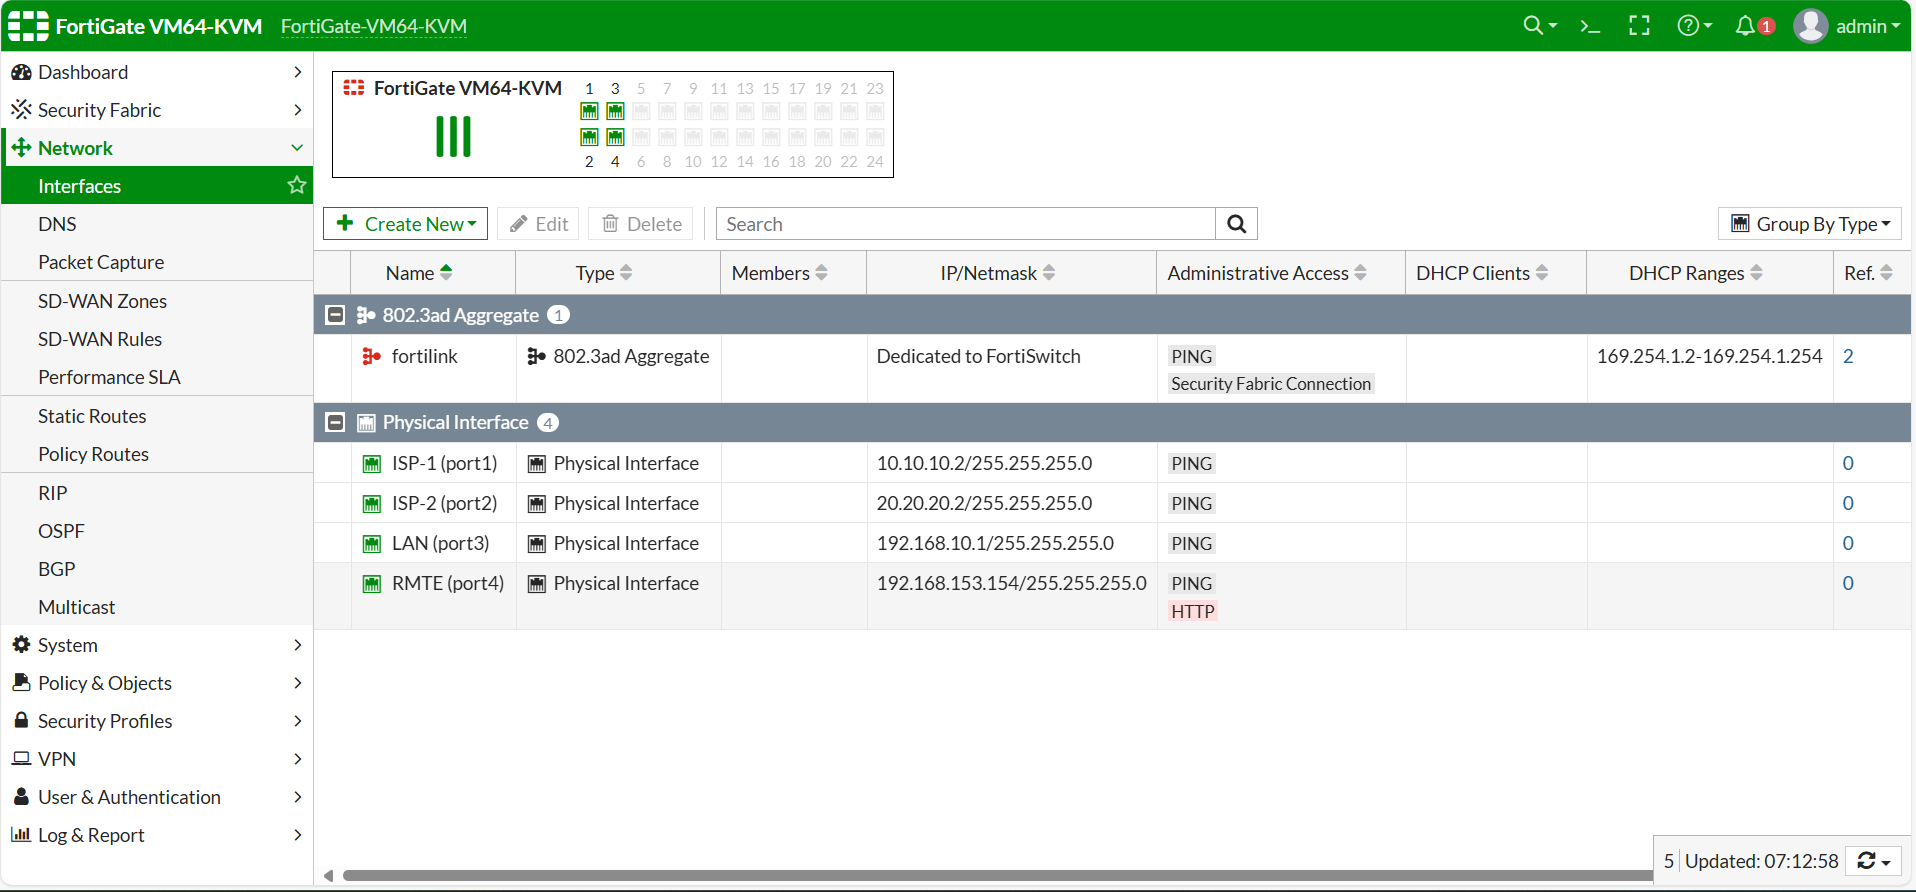 FortiGate VM64-KVM FortiGate-VM64-KVM 1 admin
Dashboard
Security Fabric
Network
Interfaces
DNS
Packet Capture
SD-WAN Zones
SD-WAN Rules
Performance SLA
Static Routes
Policy Routes
RIP
OSPF
BGP
Multicast
System
Policy & Objects
Security Profiles
VPN
User & Authentication
Log & Report
FortiGate VM64-KVM 1 3 5 7 9 11 13 15 17 19 21 23
2 4 6 8 10 12 14 16 18 20 22 24
Create New Edit Delete Search Group By Type
Name Type Members IP/Netmask Administrative Access DHCP Clients DHCP Ranges Ref.
802.3ad Aggregate 1
fortilink 802.3ad Aggregate Dedicated to FortiSwitch PING 169.254.1.2-169.254.1.254 2
Security Fabric Connection
Physical Interface 4
ISP-1 (port1) Physical Interface 10.10.10.2/255.255.255.0 PING 0
ISP-2 (port2) Physical Interface 20.20.20.2/255.255.255.0 PING 0
LAN (port3) Physical Interface 192.168.10.1/255.255.255.0 PING 0
RMTE (port4) Physical Interface 192.168.153.154/255.255.255.0 PING 0
HTTP
5 Updated: 07:12:58